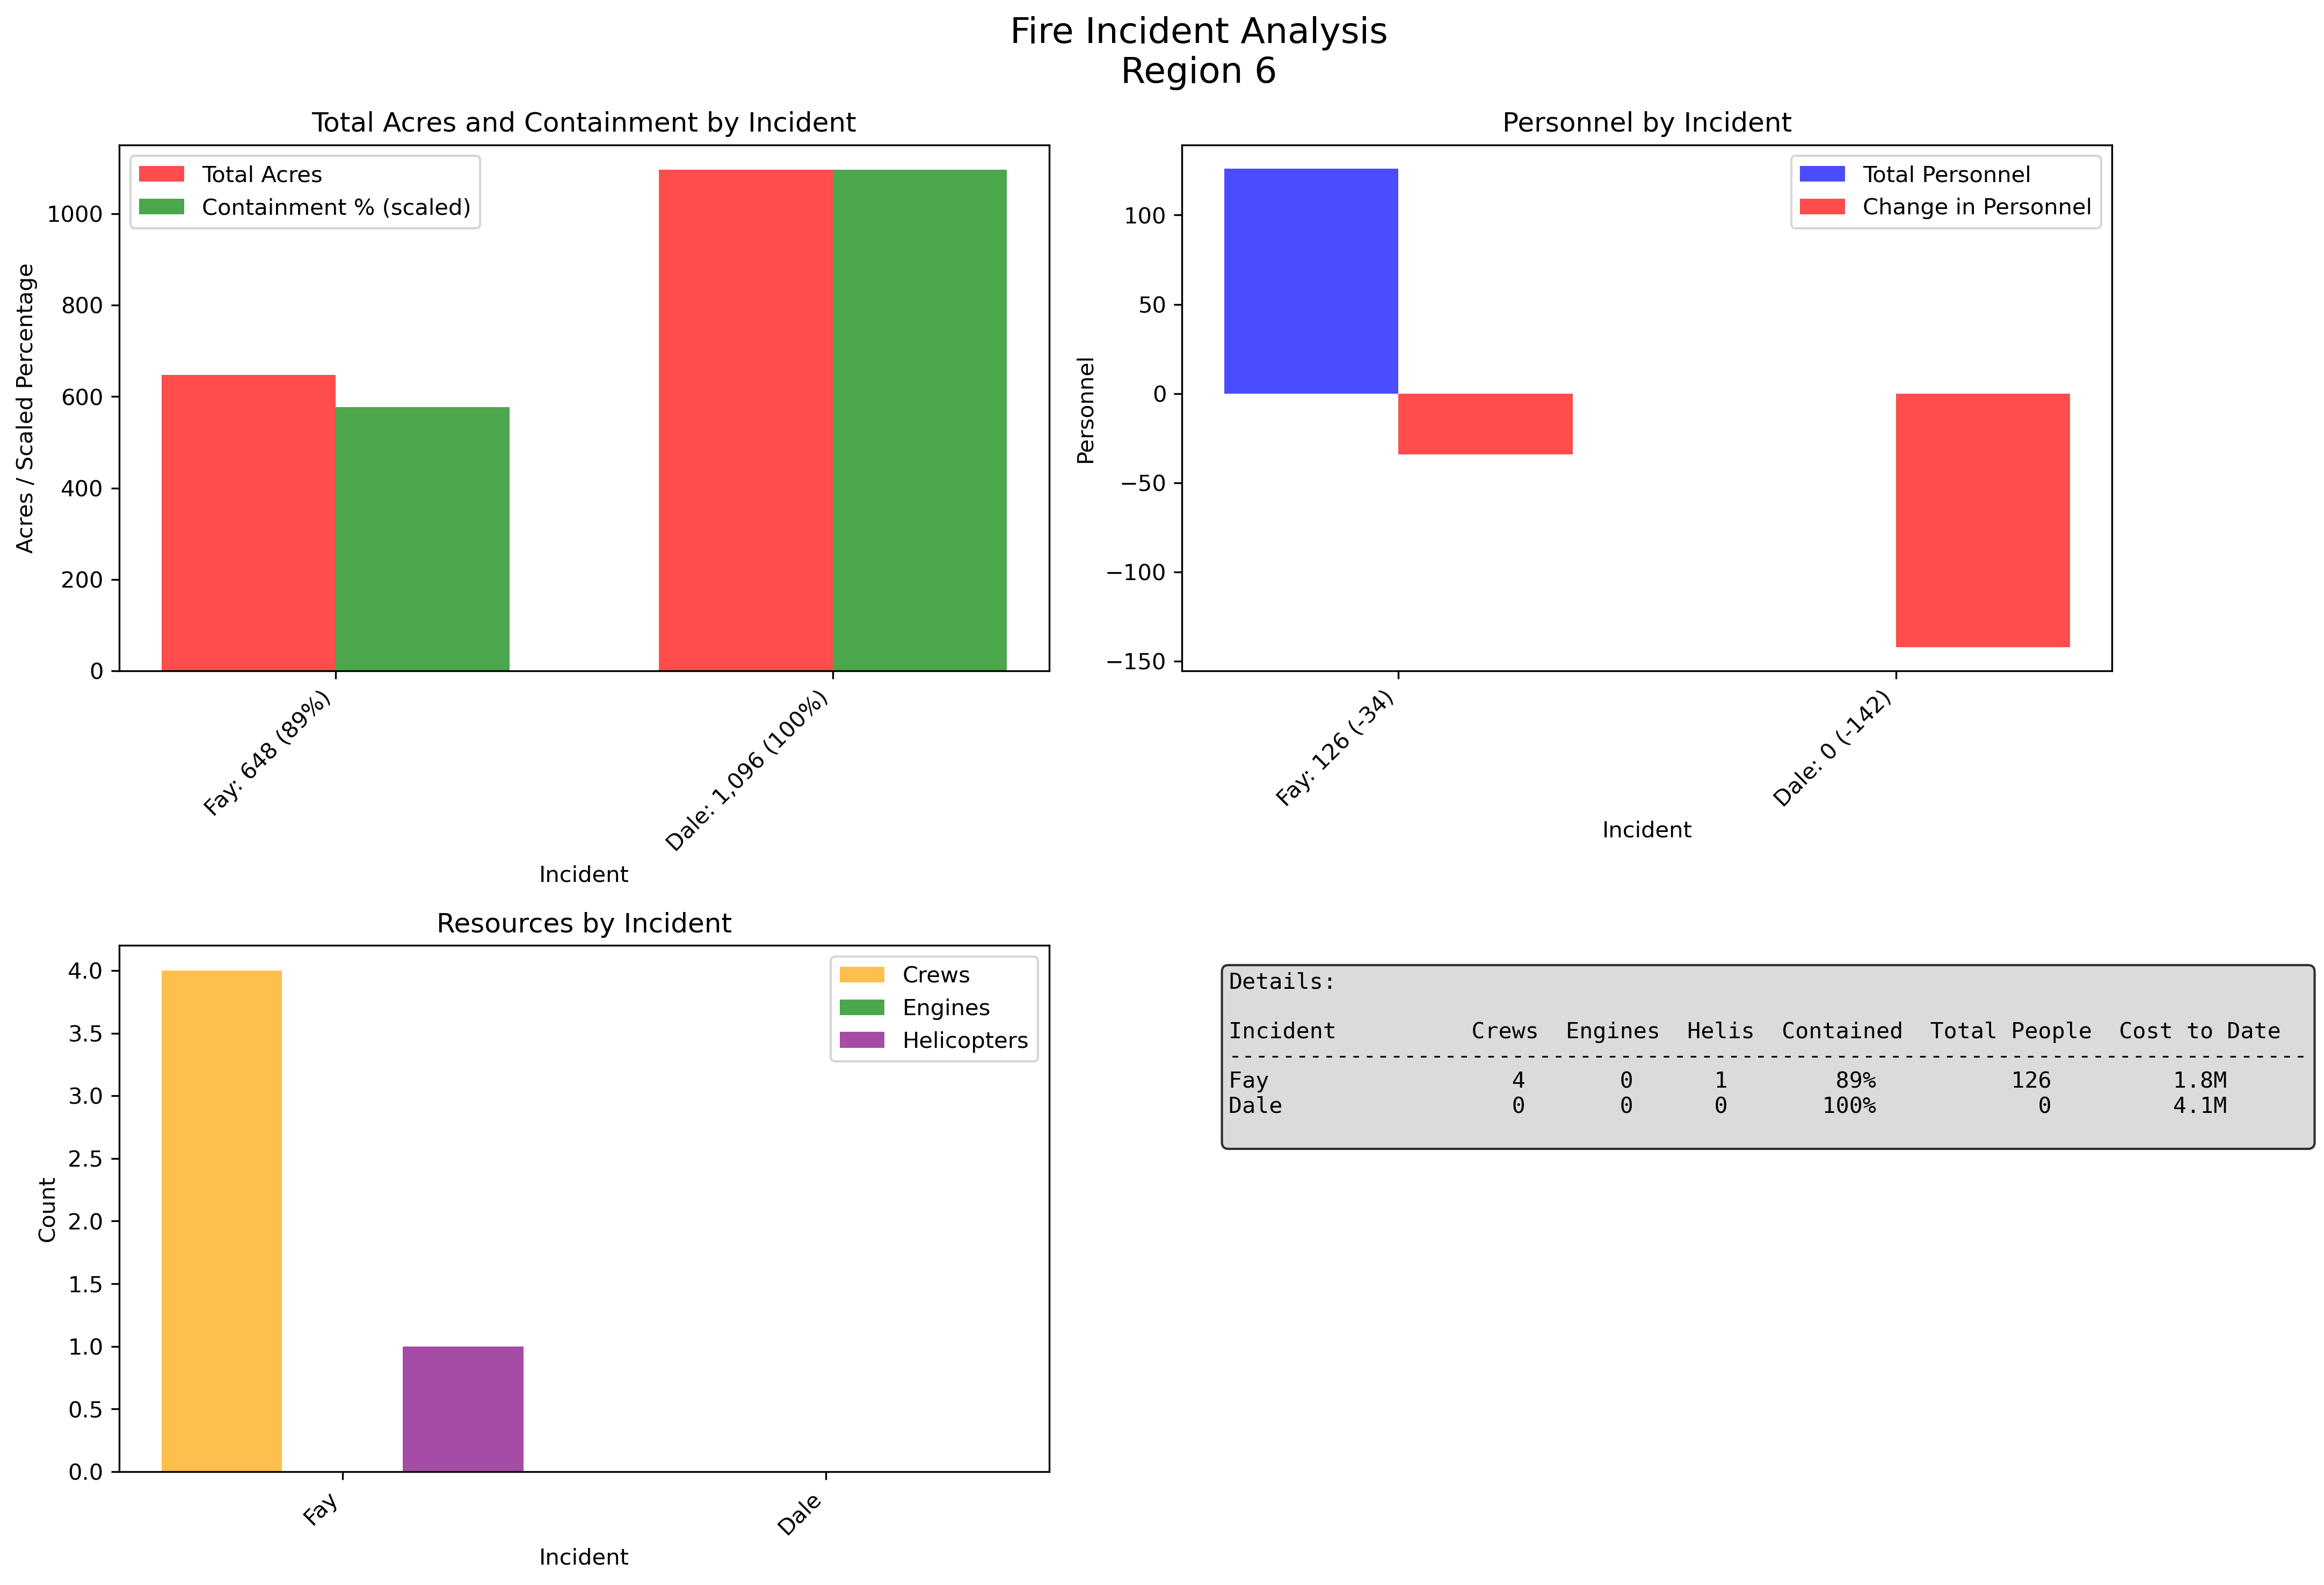 Fire Incident Analysis
Region 6
Total Acres and Containment by Incident
Total Acres
Containment % (scaled)
Acres / Scaled Percentage
1000
800
600
400
200
0
Fay: 648 (89%)
Dale: 1,096 (100%)
Incident
Personnel by Incident
Total Personnel
Change in Personnel
Personnel
100
50
0
−50
−100
−150
Fay: 126 (-34)
Dale: 0 (-142)
Incident
Resources by Incident
Crews
Engines
Helicopters
Count
4.0
3.5
3.0
2.5
2.0
1.5
1.0
0.5
0.0
Fay
Dale
Incident
Details:
Incident Crews Engines Helis Contained Total People Cost to Date
--------------------------------------------------------------------------------
Fay 4 0 1 89% 126 1.8M
Dale 0 0 0 100% 0 4.1M